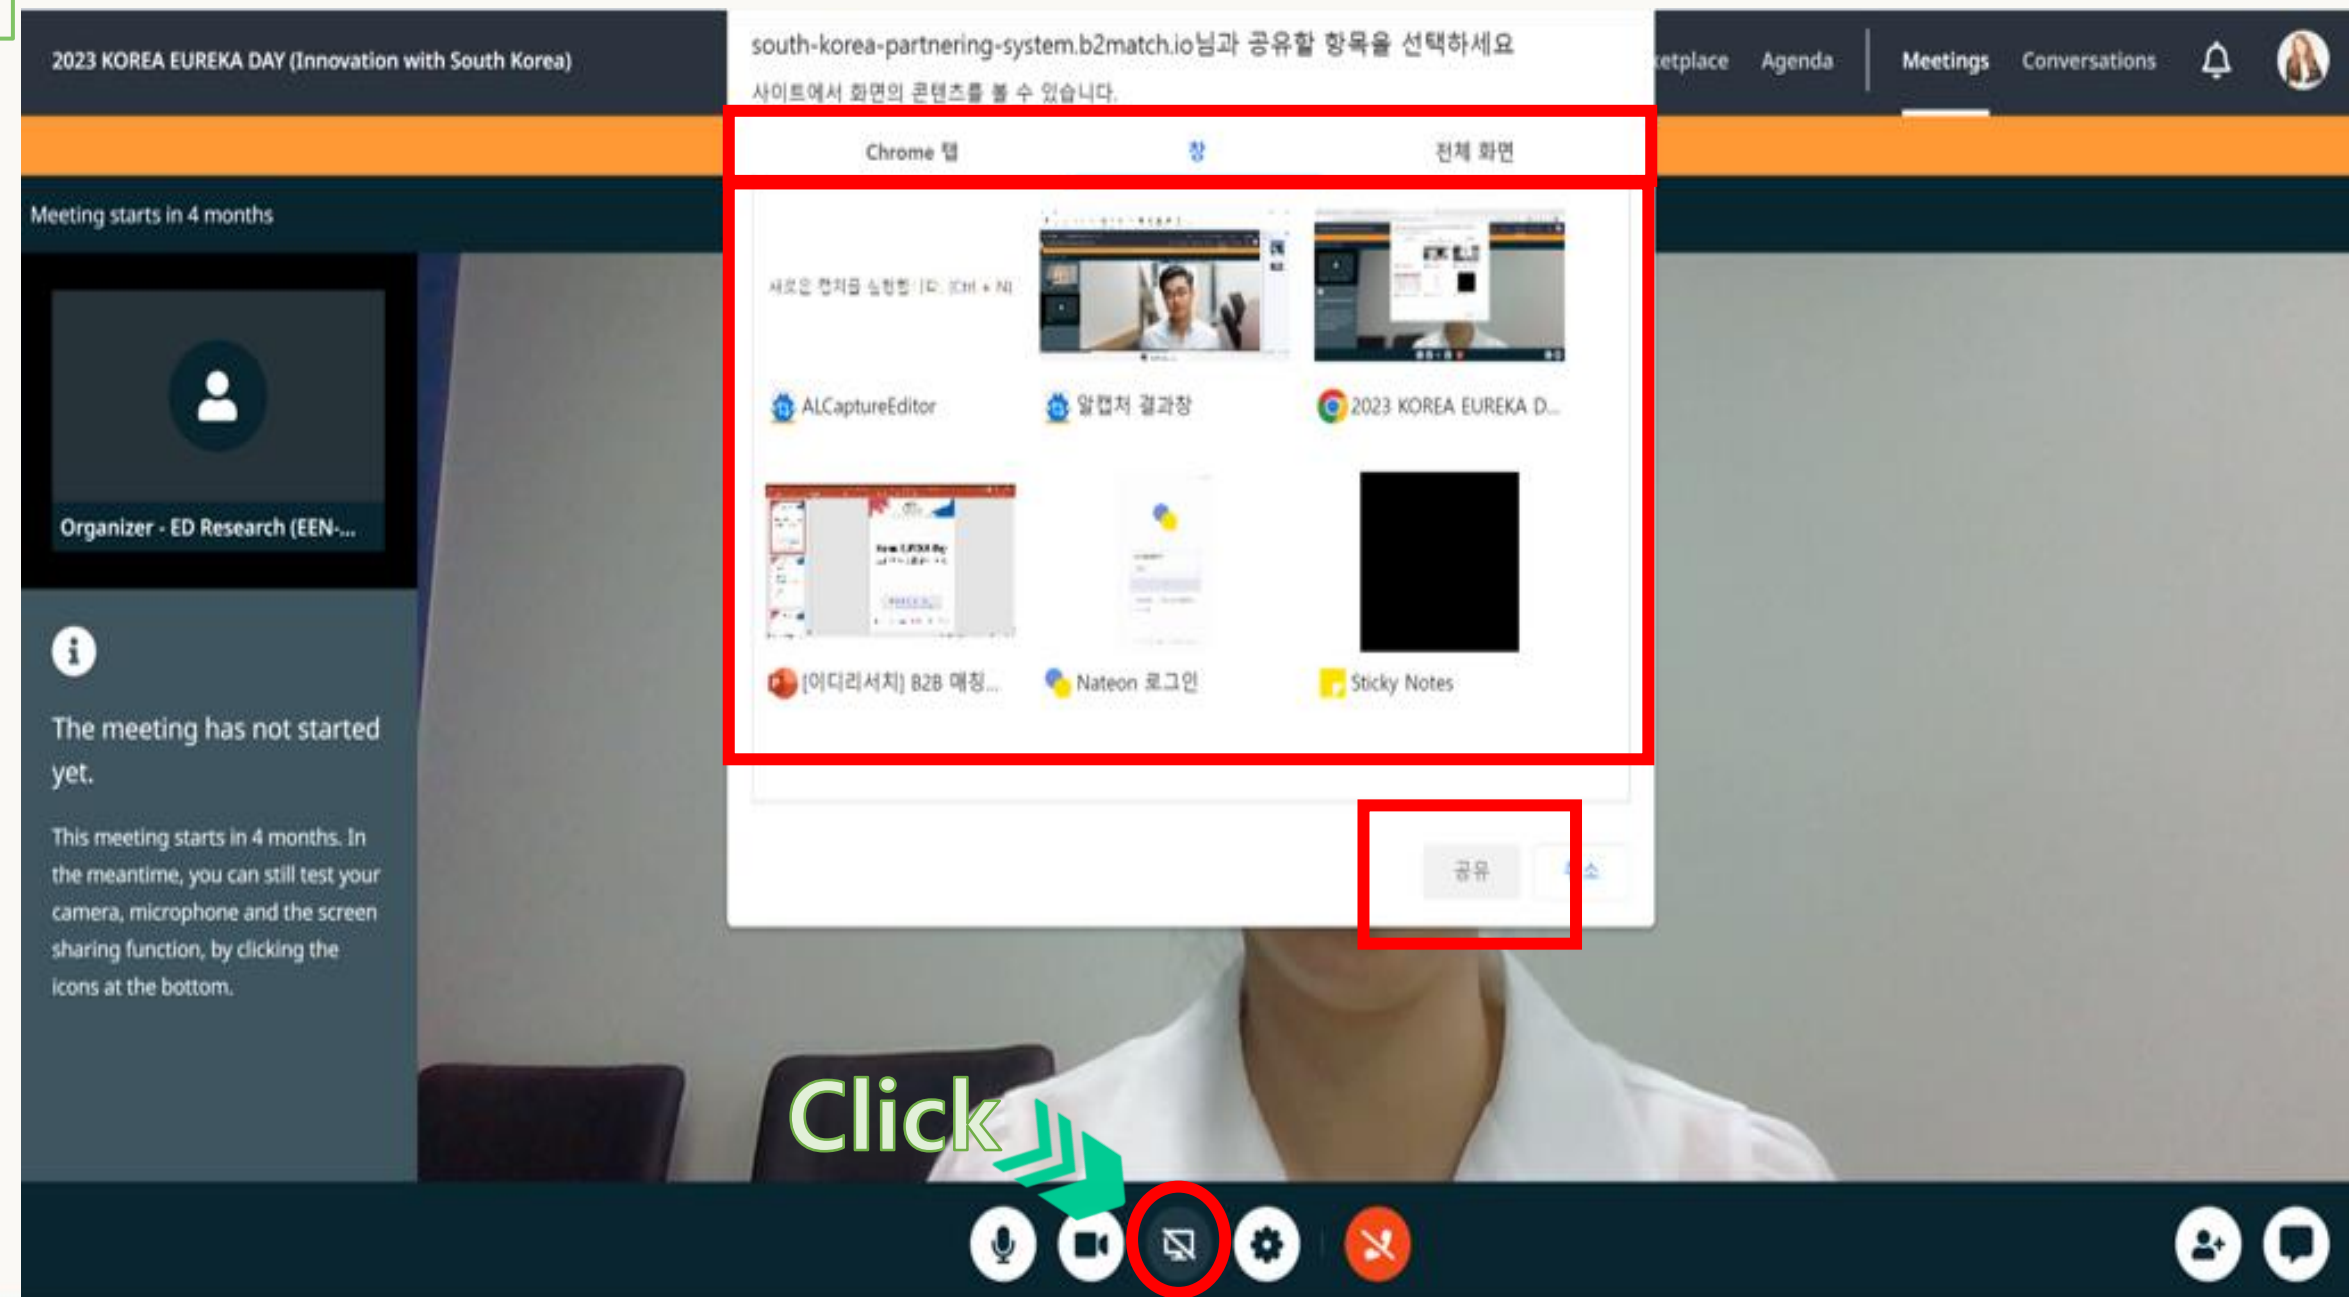 2023 KOREA EUREKA DAY (Innovation with South Korea)
Agenda
Meetings
Conversations
south-korea-partnering-system.b2match.io님과 공유할 항목을 선택하세요
사이트에서 화면의 콘텐츠를 볼 수 있습니다.
Chrome 탭
창
전체 화면
Meeting starts in 4 months
(Ctrl + N)
ALCaptureEditor
알캡처 결과창
2023 KOREA EUREKA D...
[이디리서치] B2B 매칭...
Nateon 로그인
Sticky Notes
공유
Organizer - ED Research (EEN-...
The meeting has not started
yet.
This meeting starts in 4 months. In
the meantime, you can still test your
camera, microphone and the screen
sharing function, by clicking the
icons at the bottom.
Click